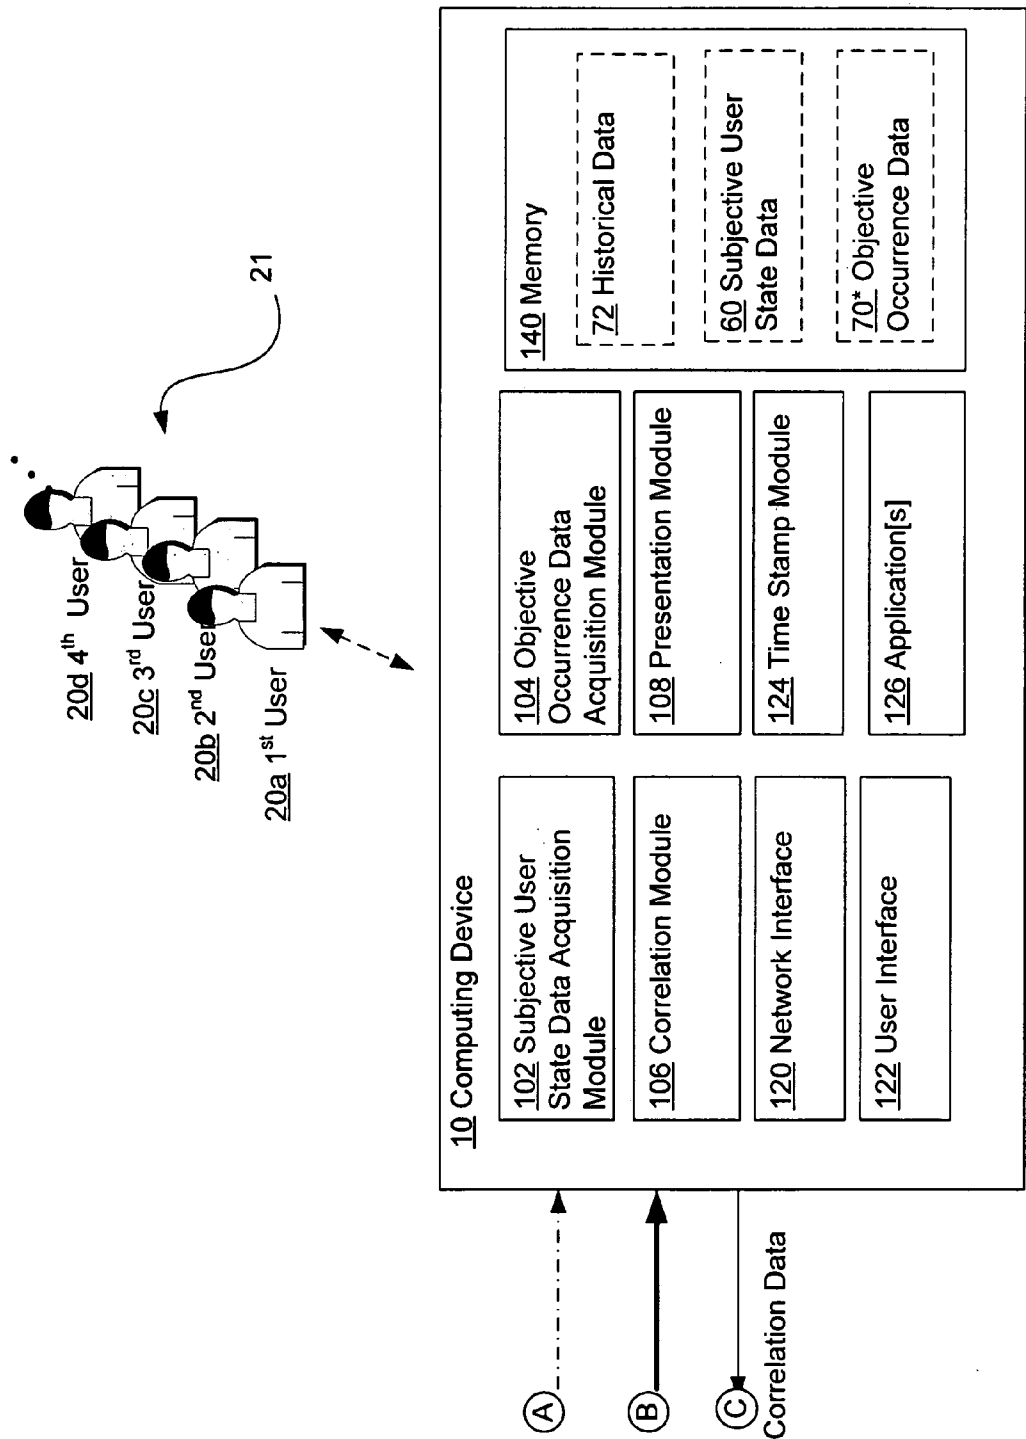 20d 4th User
20c 3rd User
20b 2nd User
20a 1st User
21
10 Computing Device
102 Subjective User
State Data Acquisition
Module
104 Objective
Occurrence Data
Acquisition Module
106 Correlation Module
108 Presentation Module
120 Network Interface
124 Time Stamp Module
122 User Interface
126 Application[s]
140 Memory
72 Historical Data
60 Subjective User
State Data
70* Objective
Occurrence Data
A
B
C
Correlation Data